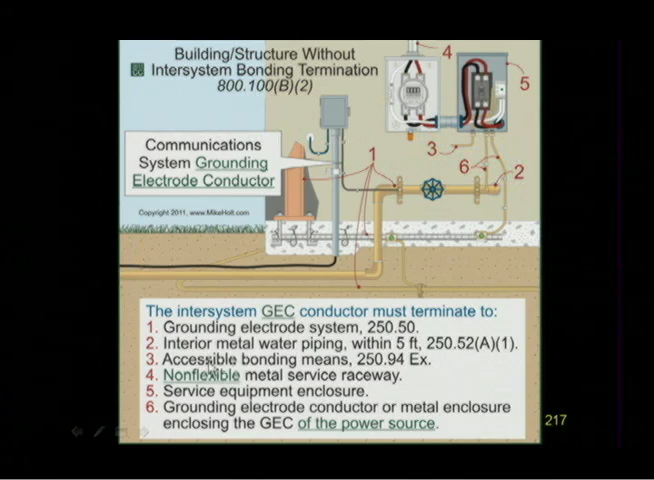 Building/Structure Without
Intersystem Bonding Termination
800.100(B)(2)
4
5
3
6
2
1
Communications
System Grounding
Electrode Conductor
Copyright 2011, www.MikeHolt.com
The intersystem GEC conductor must terminate to:
1. Grounding electrode system, 250.50.
2. Interior metal water piping, within 5 ft, 250.52(A)(1).
3. Accessible bonding means, 250.94 Ex.
4. Nonflexible metal service raceway.
5. Service equipment enclosure.
6. Grounding electrode conductor or metal enclosure
enclosing the GEC of the power source.
217